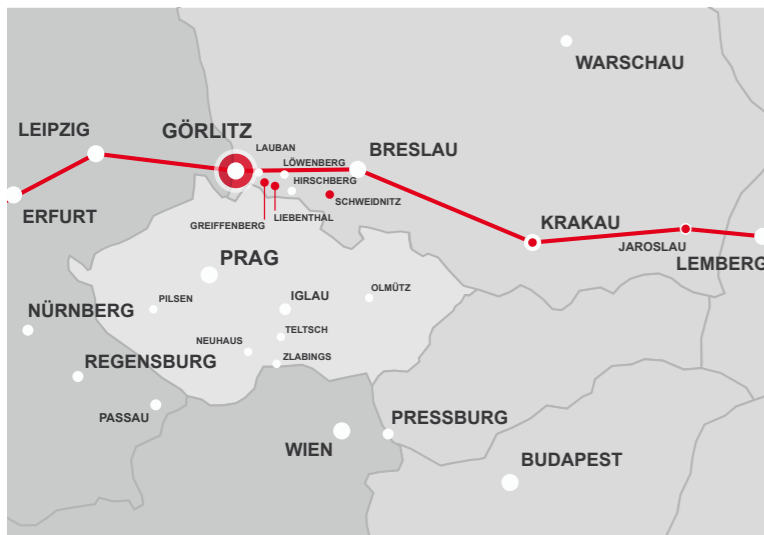 WARSCHAU
LEIPZIG
GÖRLITZ
LAUBAN
BRESLAU
LÖWENBERG
HIRSCHBERG
SCHWEIDNITZ
ERFURT
GREIFFENBERG
LIEBENTHAL
KRAKAU
JAROSLAU
LEMBERG
PRAG
OLMÜTZ
PILSEN
IGLAU
NÜRNBERG
TELTSCH
NEUHAUS
REGENSBURG
ZLABINGS
PASSAU
PRESSBURG
WIEN
BUDAPEST